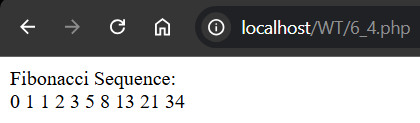 localhost/WT/6_4.php
Fibonacci Sequence:
0 1 1 2 3 5 8 13 21 34